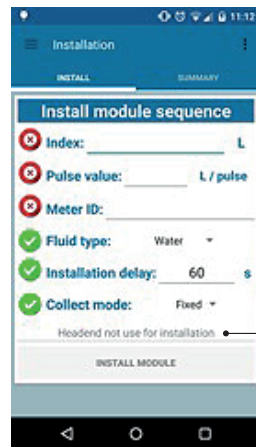 11:12
Installation
INSTALL SUMMARY
Install module sequence
Index: L
Pulse value: L / pulse
Meter ID:
Fluid type: Water
Installation delay: 60 s
Collect mode: Fixed
Headend not use for installation
INSTALL MODULE